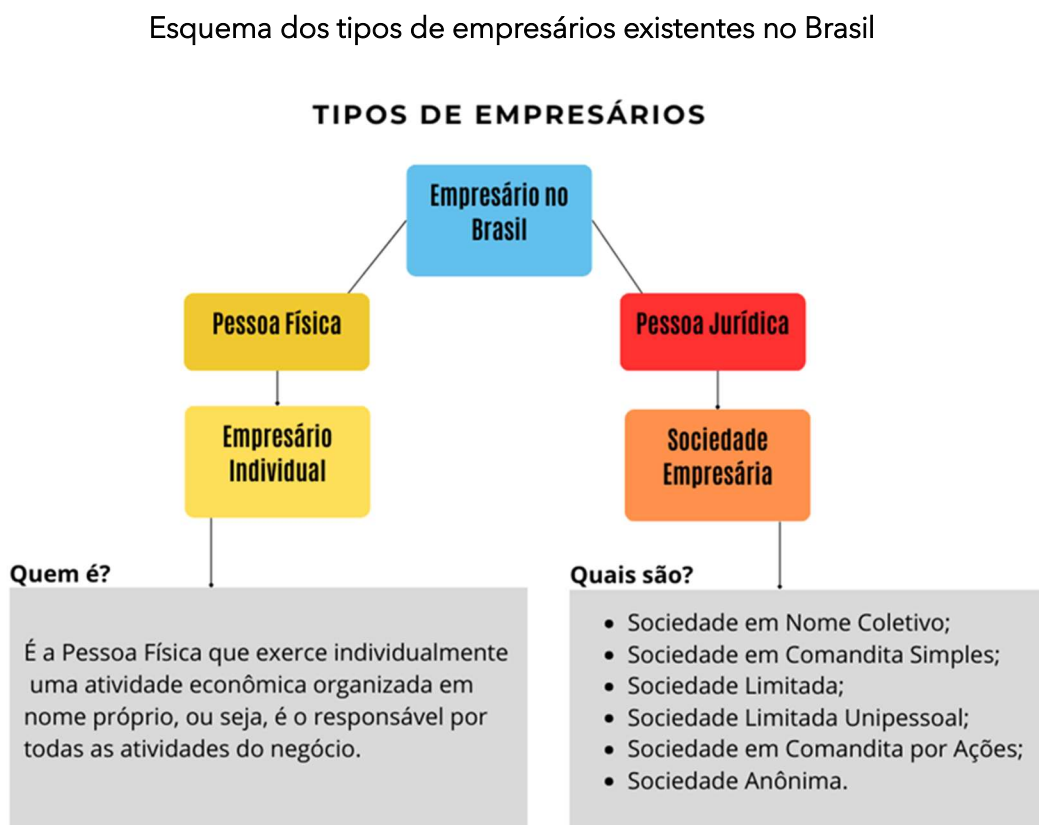 Esquema dos tipos de empresários existentes no Brasil
TIPOS DE EMPRESÁRIOS
Empresário no
Brasil
Pessoa Física
Pessoa Jurídica
Empresário
Individual
Sociedade
Empresária
Quem é?
É a Pessoa Física que exerce individualmente
uma atividade econômica organizada em
nome próprio, ou seja, é o responsável por
todas as atividades do negócio.
Quais são?
• Sociedade em Nome Coletivo;
• Sociedade em Comandita Simples;
• Sociedade Limitada;
• Sociedade Limitada Unipessoal;
• Sociedade em Comandita por Ações;
• Sociedade Anônima.